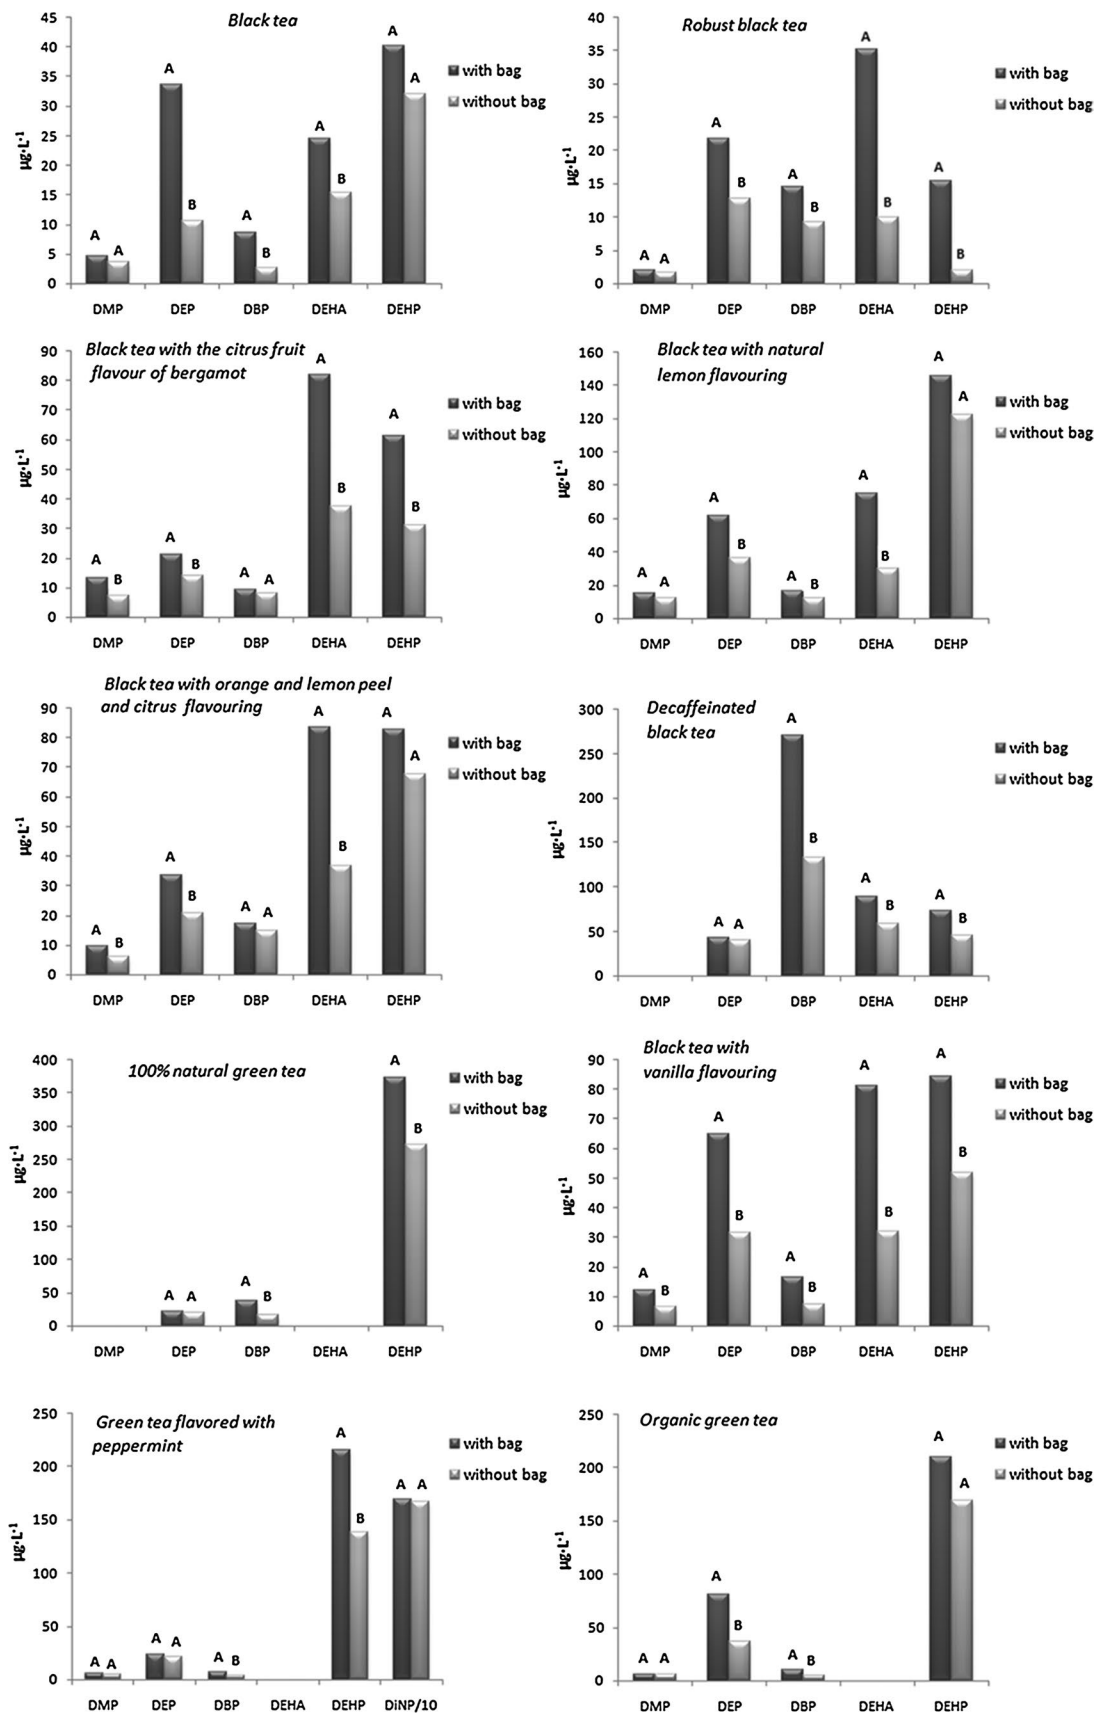 Black tea
45
40
35
30
25
20
15
10
5
0
µg·L⁻¹
A A A B A B A B A A
DMP DEP DBP DEHA DEHP
with bag
without bag
Robust black tea
40
35
30
25
20
15
10
5
0
µg·L⁻¹
A A A B A B A B A B
DMP DEP DBP DEHA DEHP
with bag
without bag
Black tea with the citrus fruit
flavour of bergamot
90
80
70
60
50
40
30
20
10
0
µg·L⁻¹
A B A B A A A B A B
DMP DEP DBP DEHA DEHP
with bag
without bag
Black tea with natural
lemon flavouring
160
140
120
100
80
60
40
20
0
µg·L⁻¹
A A A B A B A B A A
DMP DEP DBP DEHA DEHP
with bag
without bag
Black tea with orange and lemon peel
and citrus flavouring
90
80
70
60
50
40
30
20
10
0
µg·L⁻¹
A B A B A A A B A A
DMP DEP DBP DEHA DEHP
with bag
without bag
Decaffeinated
black tea
300
250
200
150
100
50
0
µg·L⁻¹
A A A B A B A B
DMP DEP DBP DEHA DEHP
with bag
without bag
100% natural green tea
400
350
300
250
200
150
100
50
0
µg·L⁻¹
A A A B A B
DMP DEP DBP DEHA DEHP
with bag
without bag
Black tea with
vanilla flavouring
90
80
70
60
50
40
30
20
10
0
µg·L⁻¹
A B A B A B A B A B
DMP DEP DBP DEHA DEHP
with bag
without bag
Green tea flavored with
peppermint
250
200
150
100
50
0
µg·L⁻¹
A A A A A B A B A A
DMP DEP DBP DEHA DEHP DiNP/10
with bag
without bag
Organic green tea
250
200
150
100
50
0
µg·L⁻¹
A A A B A B A A
DMP DEP DBP DEHA DEHP
with bag
without bag